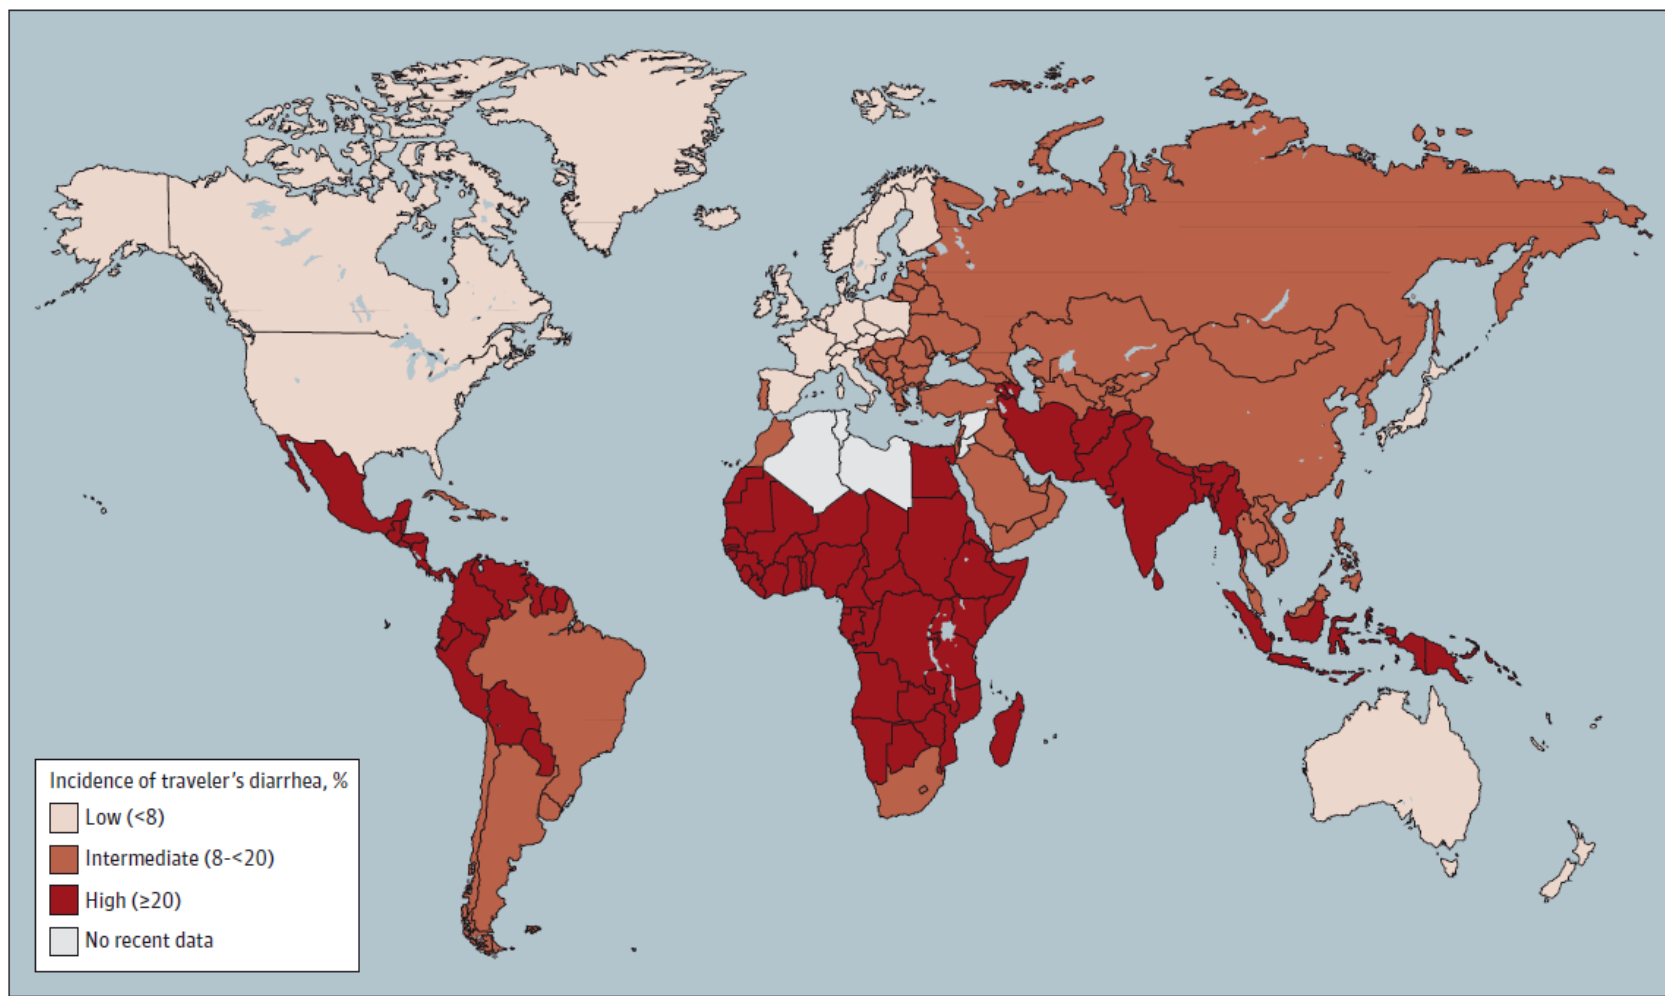 Incidence of traveler's diarrhea, %
Low (<8)
Intermediate (8-<20)
High (≥20)
No recent data